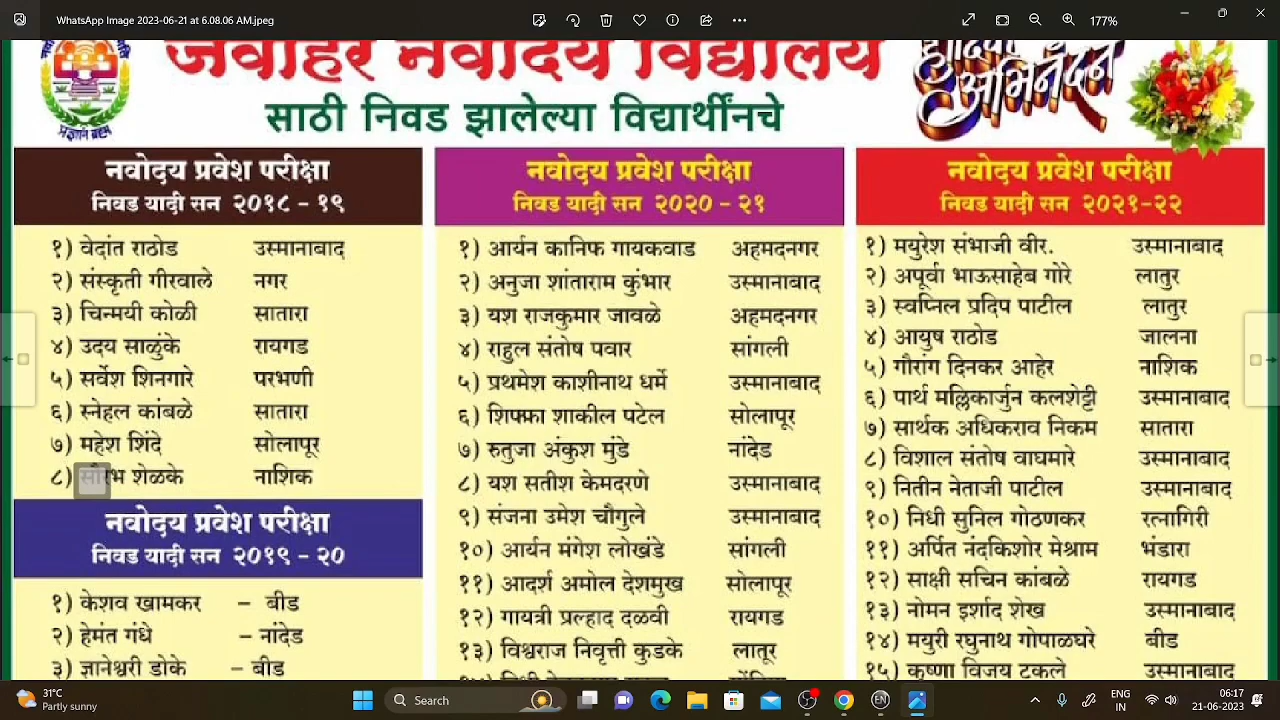 WhatsApp Image 2023-06-21 at 6.08.06 AM.jpeg
177%
जवाहर नवोदय विद्यालय
हार्दिक
अभिनंदन
साठी निवड झालेल्या विद्यार्थींनचे
प्रज्ञानं ब्रह्म
नवोदय प्रवेश परीक्षा
निवड यादी सन २०१८ - १९
१) वेदांत राठोड उस्मानाबाद
२) संस्कृती गीरवाले नगर
३) चिन्मयी कोळी सातारा
४) उदय साळुंके रायगड
५) सर्वेश शिनगारे परभणी
६) स्नेहल कांबळे सातारा
७) महेश शिंदे सोलापूर
८) सौरभ शेळके नाशिक
नवोदय प्रवेश परीक्षा
निवड यादी सन २०१९ - २०
१) केशव खामकर – बीड
२) हेमंत गंधे – नांदेड
३) ज्ञानेश्वरी डोके – बीड
नवोदय प्रवेश परीक्षा
निवड यादी सन २०२० - २१
१) आर्यन कानिफ गायकवाड अहमदनगर
२) अनुजा शांताराम कुंभार उस्मानाबाद
३) यश राजकुमार जावळे अहमदनगर
४) राहुल संतोष पवार सांगली
५) प्रथमेश काशीनाथ धर्मे उस्मानाबाद
६) शिफ्फा शाकील पटेल सोलापूर
७) रुतुजा अंकुश मुंडे नांदेड
८) यश सतीश केमदरणे उस्मानाबाद
९) संजना उमेश चौगुले उस्मानाबाद
१०) आर्यन मंगेश लोखंडे सांगली
११) आदर्श अमोल देशमुख सोलापूर
१२) गायत्री प्रल्हाद दळवी रायगड
१३) विश्वराज निवृत्ती कुडके लातूर
नवोदय प्रवेश परीक्षा
निवड यादी सन २०२१-२२
१) मयुरेश संभाजी वीर. उस्मानाबाद
२) अपूर्वा भाऊसाहेब गोरे लातुर
३) स्वप्निल प्रदिप पाटील लातुर
४) आयुष राठोड जालना
५) गौरांग दिनकर आहेर नाशिक
६) पार्थ मल्लिकार्जुन कलशेट्टी उस्मानाबाद
७) सार्थक अधिकराव निकम सातारा
८) विशाल संतोष वाघमारे उस्मानाबाद
९) नितीन नेताजी पाटील उस्मानाबाद
१०) निधी सुनिल गोठणकर रत्नागिरी
११) अर्पित नंदकिशोर मेश्राम भंडारा
१२) साक्षी सचिन कांबळे रायगड
१३) नोमन इर्शाद शेख उस्मानाबाद
१४) मयुरी रघुनाथ गोपाळघरे बीड
१५) कृष्णा विजय टकले उस्मानाबाद
31°C
Partly sunny
Search
ENG
IN
06:17
21-06-2023